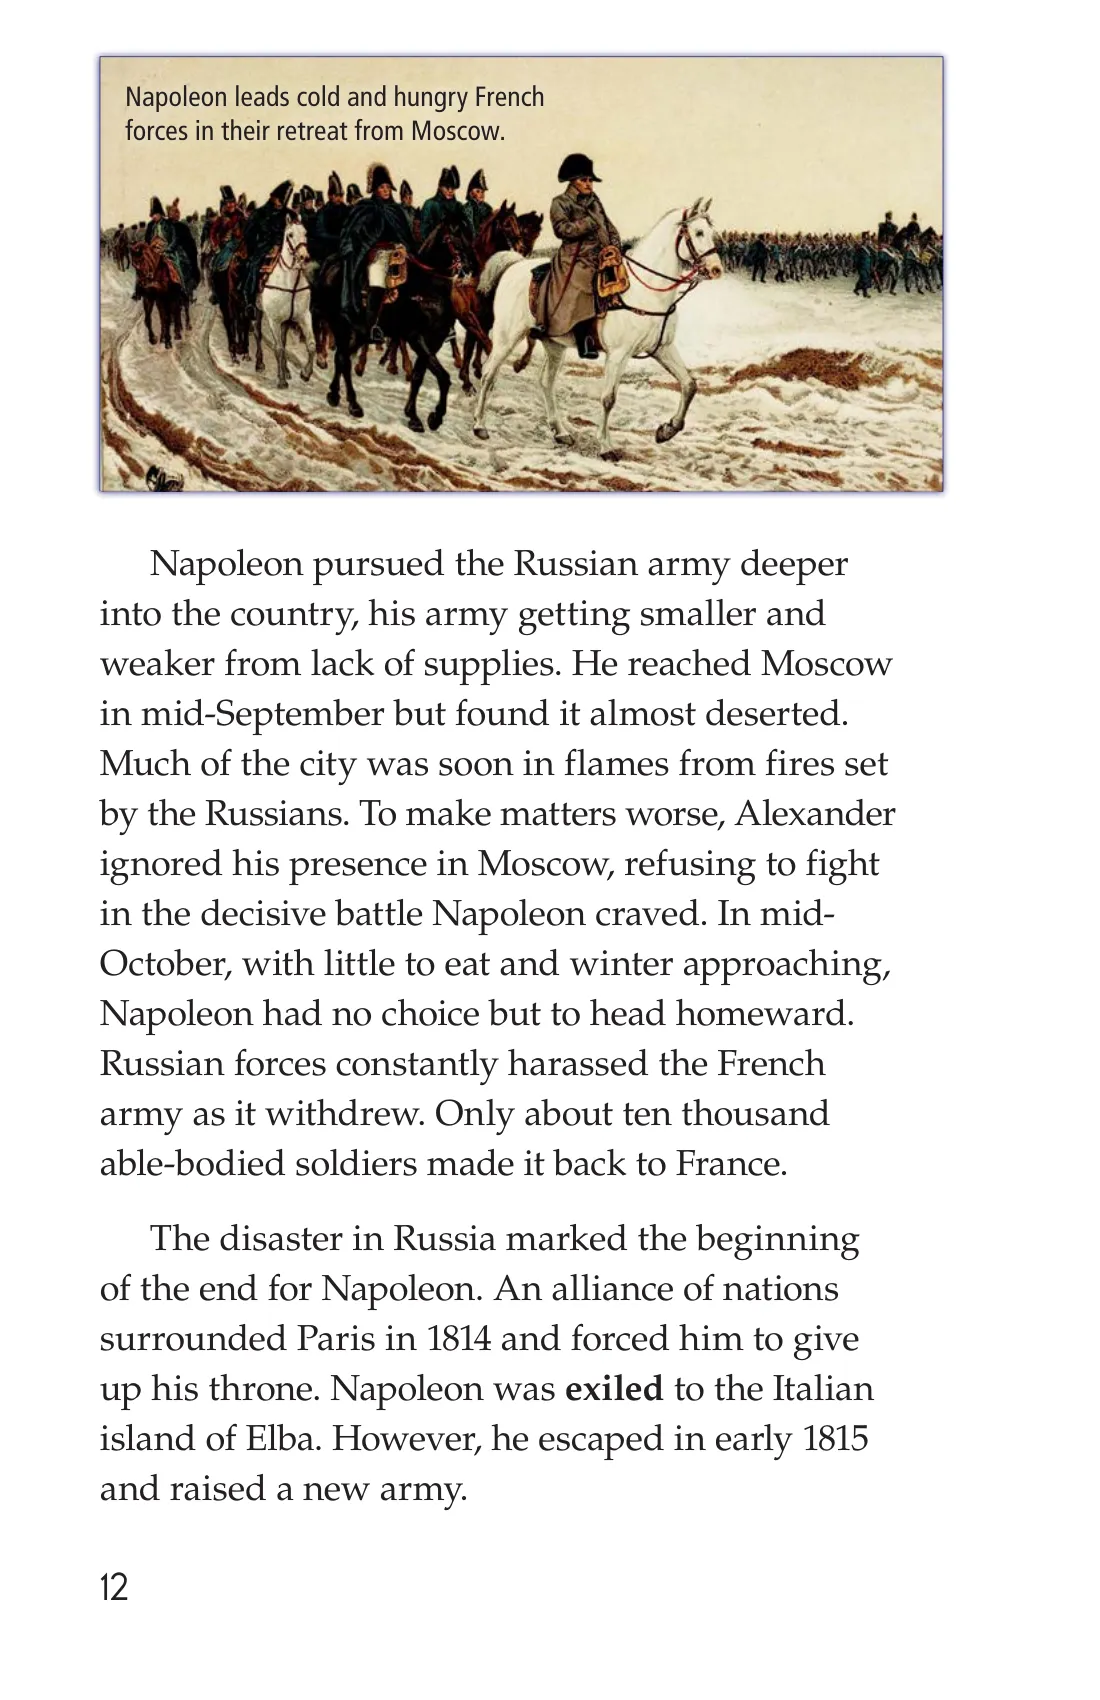 Napoleon leads cold and hungry French
forces in their retreat from Moscow.
Napoleon pursued the Russian army deeper
into the country, his army getting smaller and
weaker from lack of supplies. He reached Moscow
in mid-September but found it almost deserted.
Much of the city was soon in flames from fires set
by the Russians. To make matters worse, Alexander
ignored his presence in Moscow, refusing to fight
in the decisive battle Napoleon craved. In mid-
October, with little to eat and winter approaching,
Napoleon had no choice but to head homeward.
Russian forces constantly harassed the French
army as it withdrew. Only about ten thousand
able-bodied soldiers made it back to France.
The disaster in Russia marked the beginning
of the end for Napoleon. An alliance of nations
surrounded Paris in 1814 and forced him to give
up his throne. Napoleon was exiled to the Italian
island of Elba. However, he escaped in early 1815
and raised a new army.
12